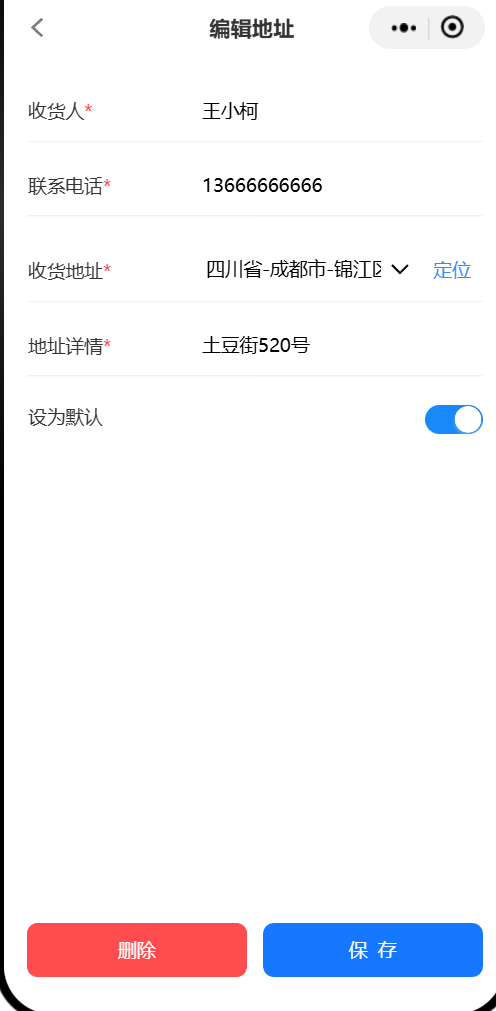 编辑地址
收货人* 王小柯
联系电话* 13666666666
收货地址* 四川省-成都市-锦江区 定位
地址详情* 土豆街520号
设为默认
删除 保 存